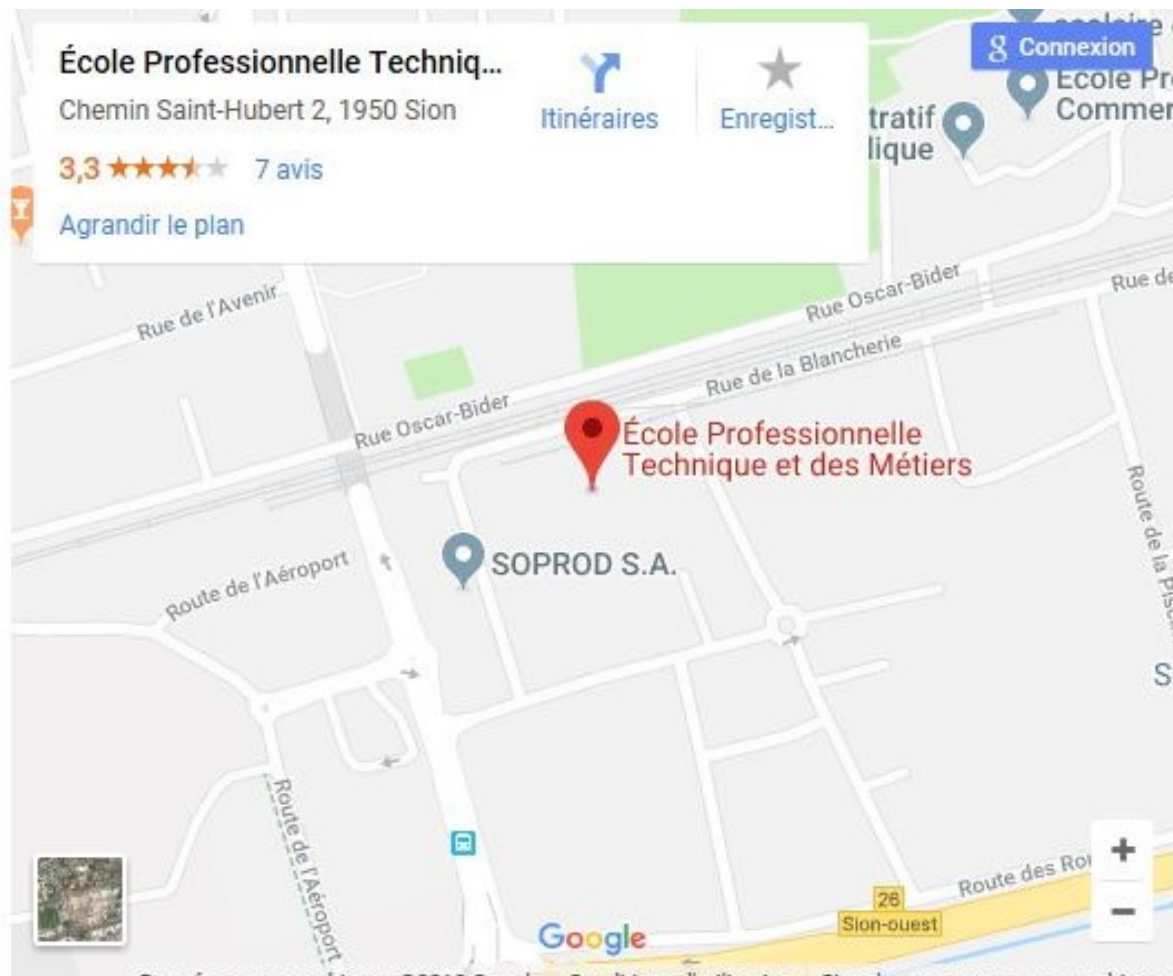 École Professionnelle Techniq...
Chemin Saint-Hubert 2, 1950 Sion
3,3
7 avis
Agrandir le plan
Itinéraires
Enregist...
g Connexion
École
Commer
tratif
lique
Rue de l'Avenir
Rue Oscar-Bider
Rue de
Rue de la Blancherie
Rue Oscar-Bider
École Professionnelle
Technique et des Métiers
SOPROD S.A.
Route de l'Aéroport
Route de la
Route de l'Aéroport
S
+
Route des
26
Sion-ouest
−
Google